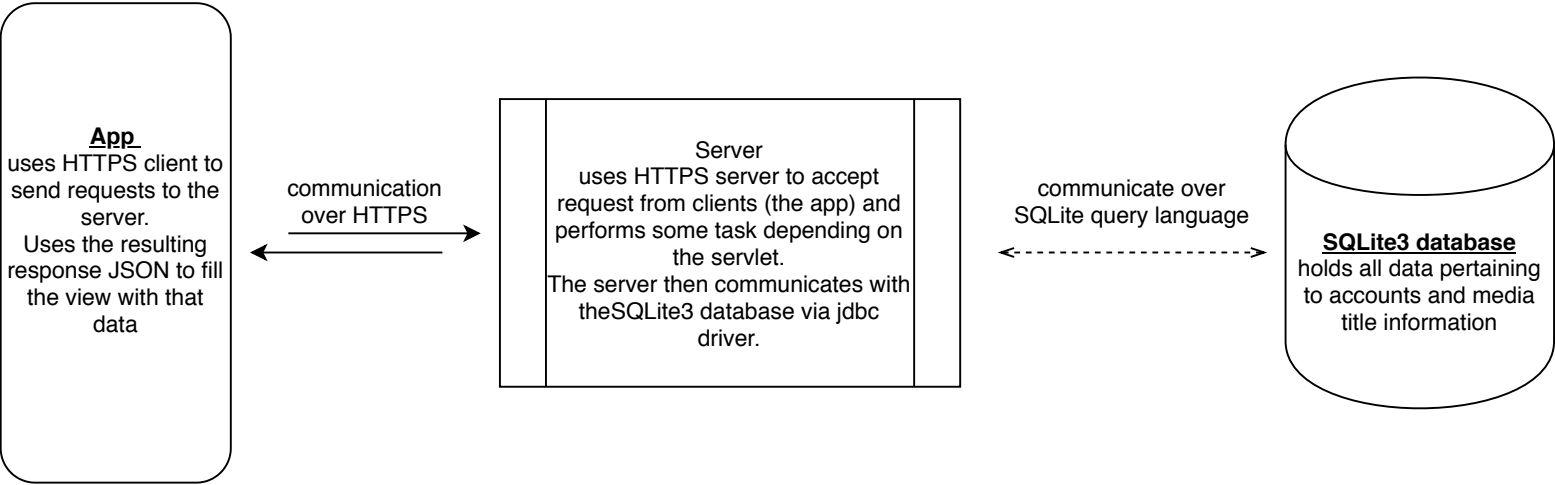 App
uses HTTPS client to
send requests to the
server.
Uses the resulting
response JSON to fill
the view with that
data
communication
over HTTPS
Server
uses HTTPS server to accept
request from clients (the app) and
performs some task depending on
the servlet.
The server then communicates with
theSQLite3 database via jdbc
driver.
communicate over
SQLite query language
SQLite3 database
holds all data pertaining
to accounts and media
title information